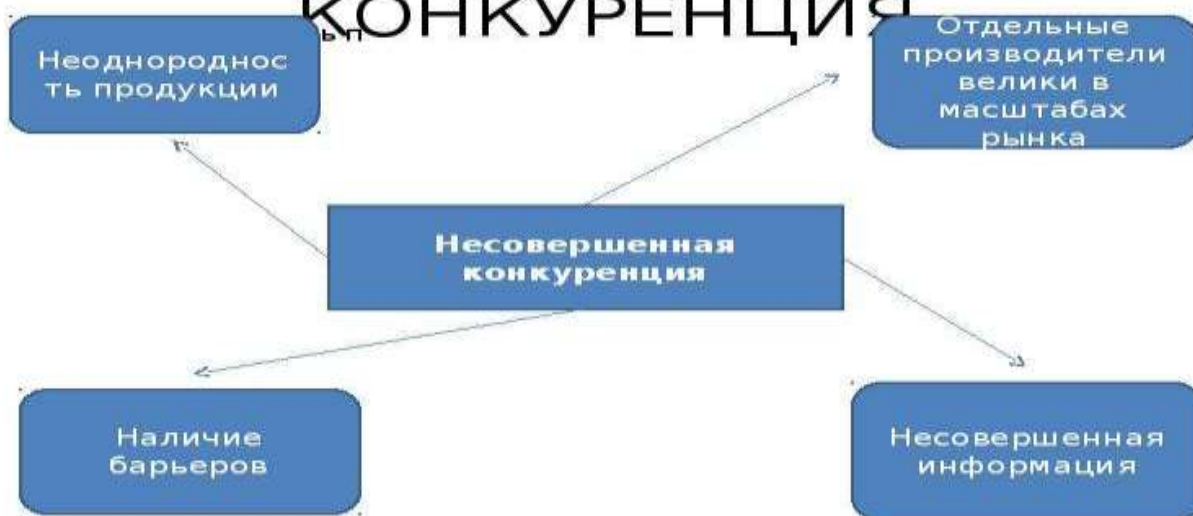 КОНКУРЕНЦИЯ
Неоднороднос
ть продукции
Отдельные
производители
велики в
масштабах
рынка
Несовершенная
конкуренция
Наличие
барьеров
Несовершенная
информация